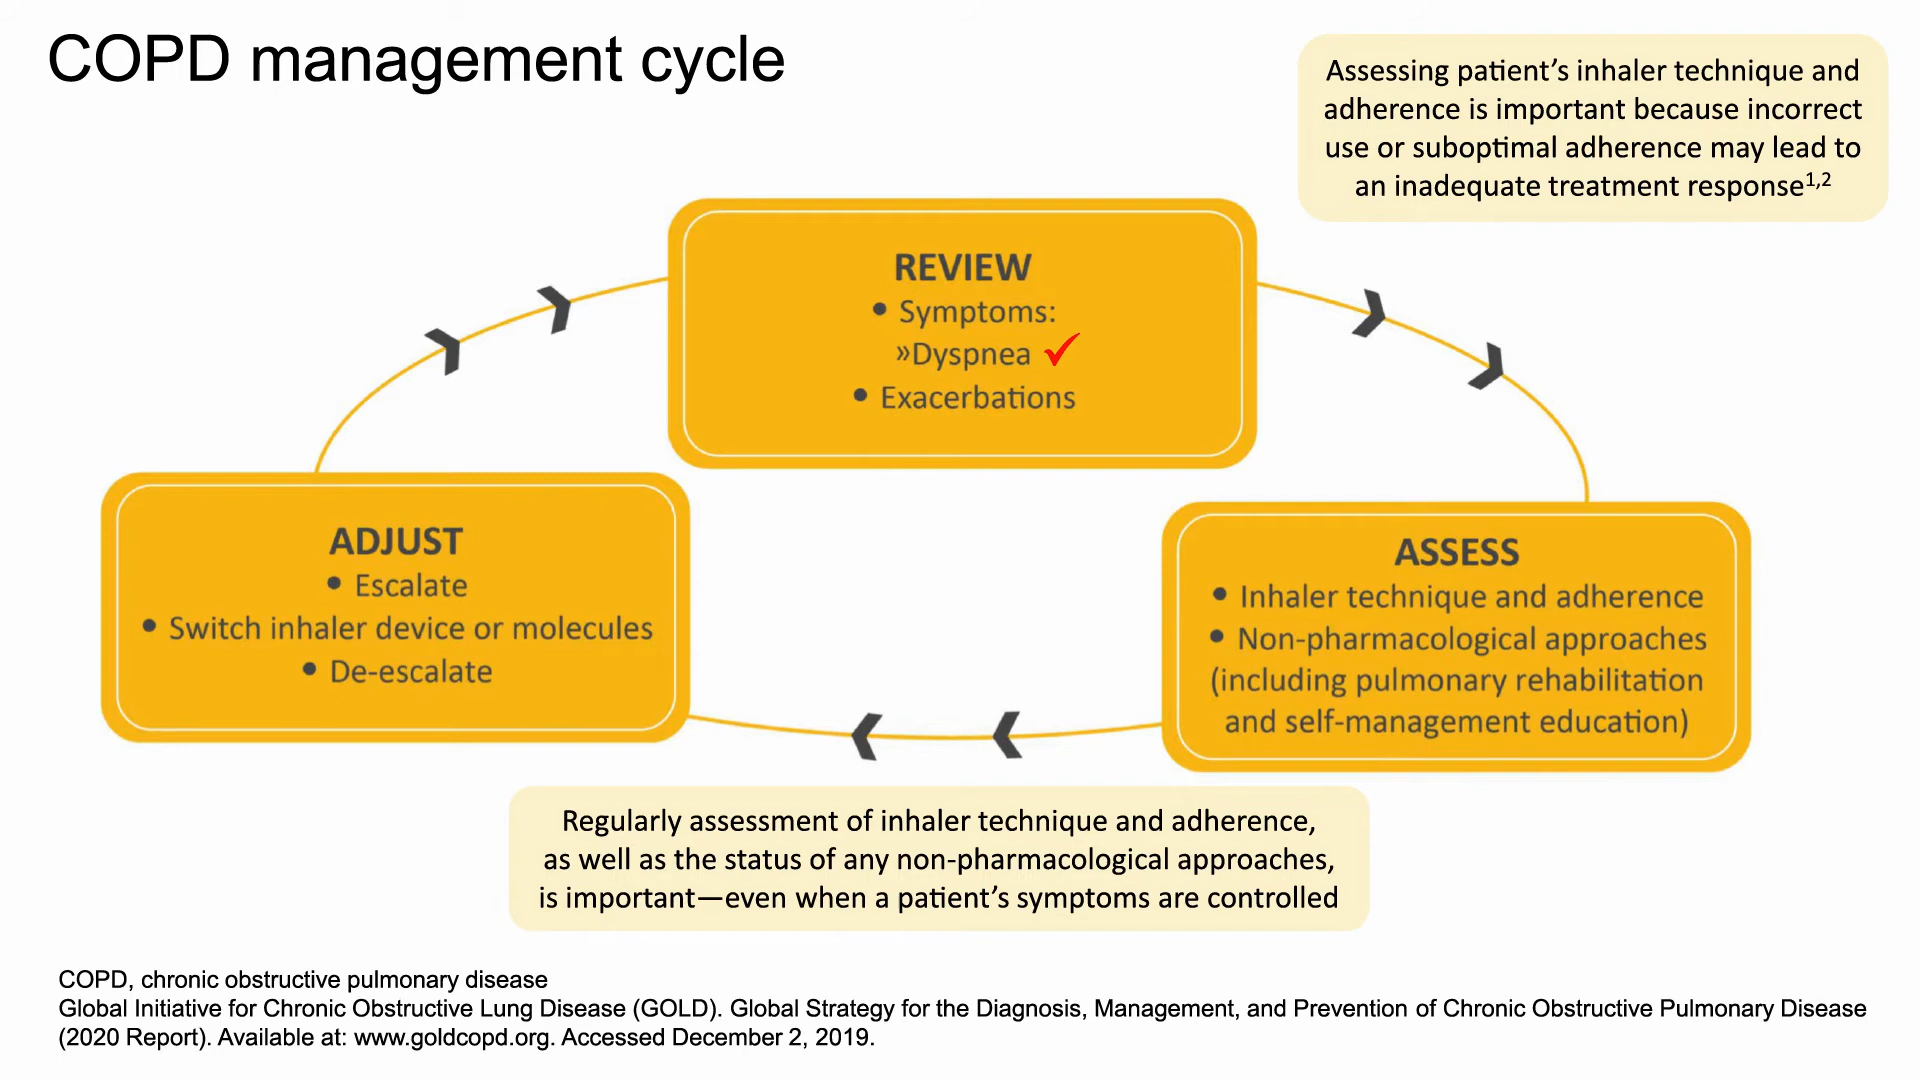 COPD management cycle
Assessing patient’s inhaler technique and
adherence is important because incorrect
use or suboptimal adherence may lead to
an inadequate treatment response1,2
REVIEW
• Symptoms:
»Dyspnea ✓
• Exacerbations
ADJUST
• Escalate
• Switch inhaler device or molecules
• De-escalate
ASSESS
• Inhaler technique and adherence
• Non-pharmacological approaches
(including pulmonary rehabilitation
and self-management education)
Regularly assessment of inhaler technique and adherence,
as well as the status of any non-pharmacological approaches,
is important—even when a patient’s symptoms are controlled
COPD, chronic obstructive pulmonary disease
Global Initiative for Chronic Obstructive Lung Disease (GOLD). Global Strategy for the Diagnosis, Management, and Prevention of Chronic Obstructive Pulmonary Disease
(2020 Report). Available at: www.goldcopd.org. Accessed December 2, 2019.